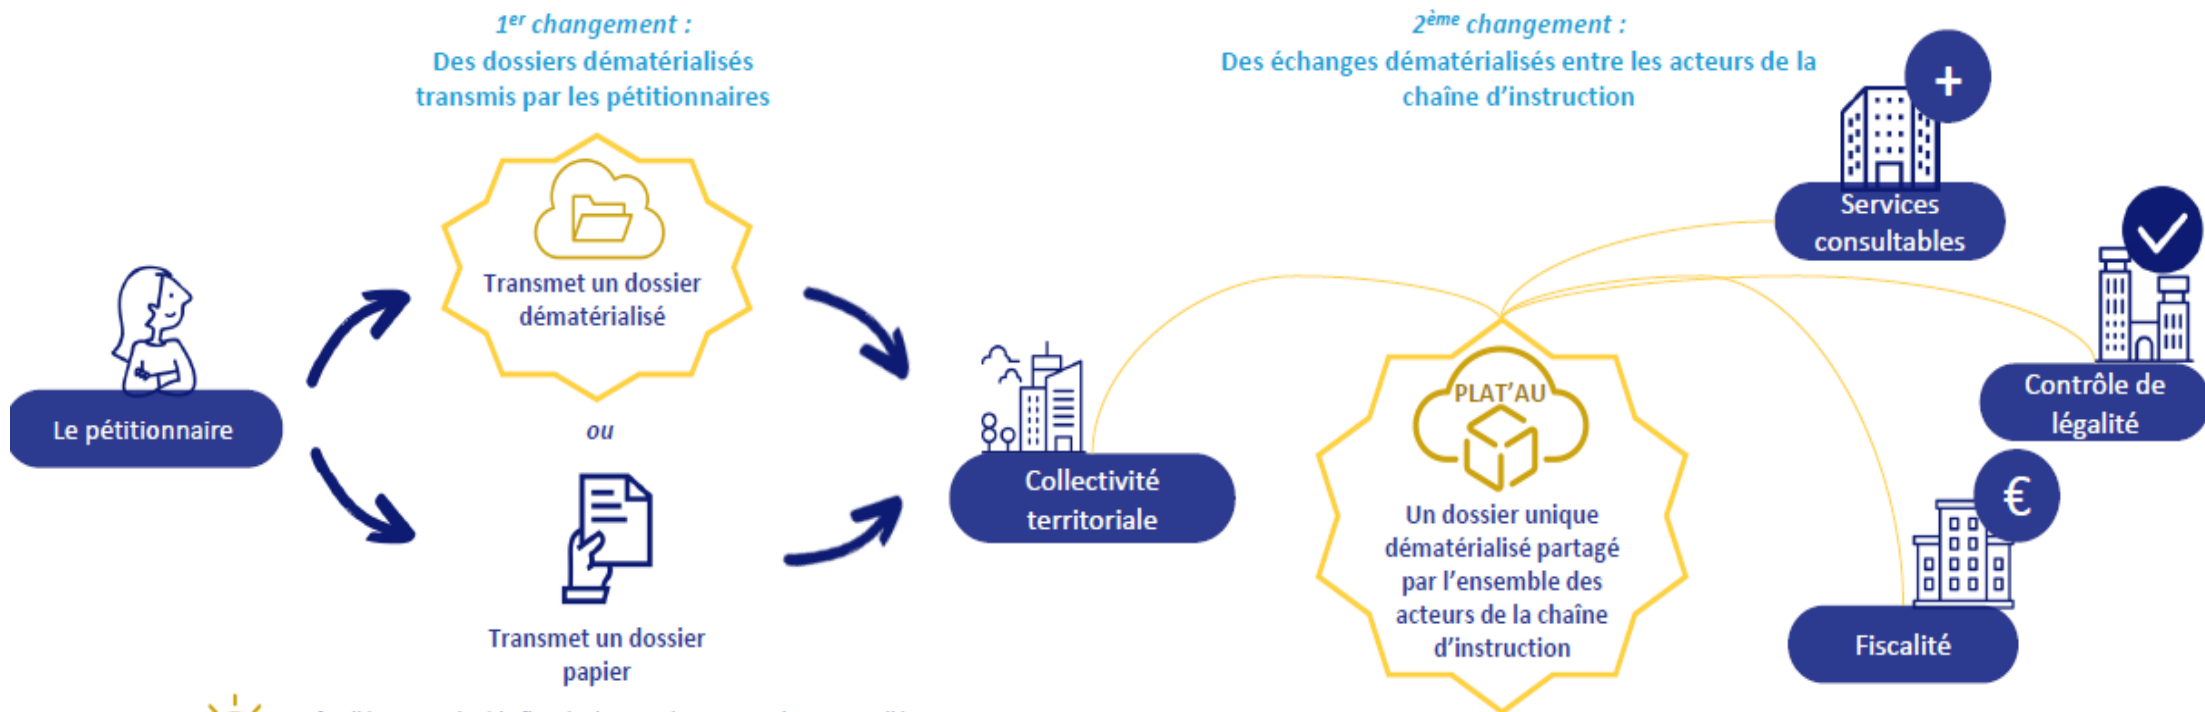 1er changement :
Des dossiers dématérialisés
transmis par les pétitionnaires
2ème changement :
Des échanges dématérialisés entre les acteurs de la
chaîne d'instruction
Transmet un dossier
dématérialisé
Le pétitionnaire
ou
Transmet un dossier
papier
Collectivité
territoriale
PLAT'AU
Un dossier unique
dématérialisé partagé
par l'ensemble des
acteurs de la chaîne
d'instruction
+
Services
consultables
Contrôle de
légalité
€
Fiscalité